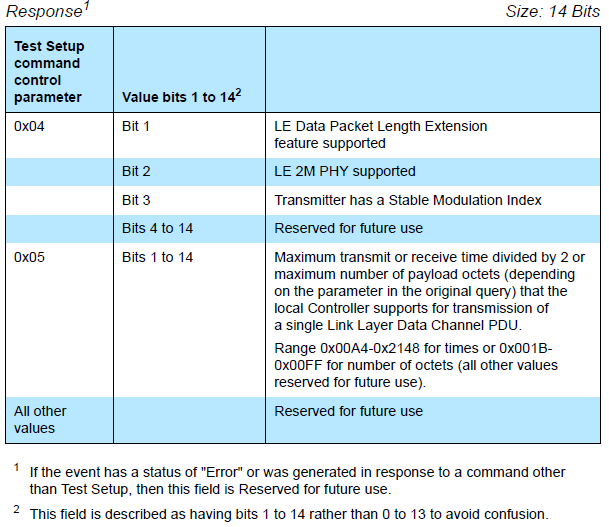 Response1 Size: 14 Bits
Test Setup
command
control
parameter Value bits 1 to 142
0x04 Bit 1 LE Data Packet Length Extension
feature supported
Bit 2 LE 2M PHY supported
Bit 3 Transmitter has a Stable Modulation Index
Bits 4 to 14 Reserved for future use
0x05 Bits 1 to 14 Maximum transmit or receive time divided by 2 or
maximum number of payload octets (depending
on the parameter in the original query) that the
local Controller supports for transmission of
a single Link Layer Data Channel PDU.
Range 0x00A4-0x2148 for times or 0x001B-
0x00FF for number of octets (all other values
reserved for future use).
All other Reserved for future use
values
1 If the event has a status of "Error" or was generated in response to a command other
than Test Setup, then this field is Reserved for future use.
2 This field is described as having bits 1 to 14 rather than 0 to 13 to avoid confusion.